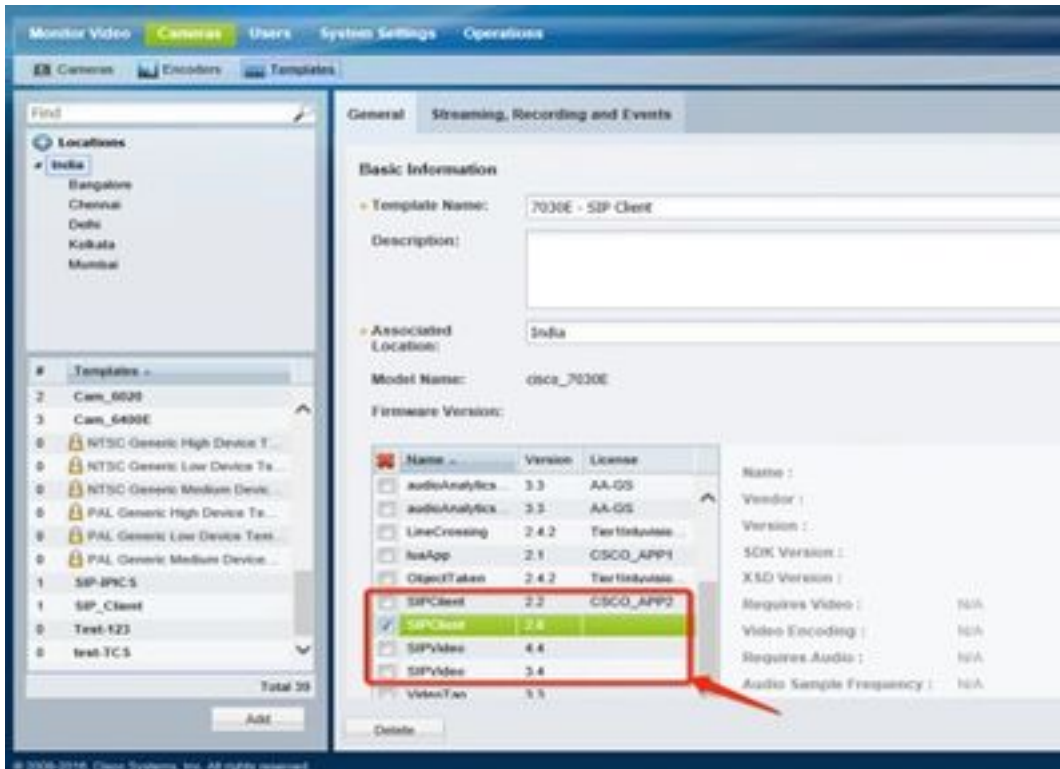 Monitor Video Cameras Users System Settings Operations
Cameras Encoders Templates
Find
Locations
India
Bangalore
Chennai
Delhi
Kolkata
Mumbai
# Templates
2 Cam_6020
3 Cam_6400E
0 NTSC Generic High Device T...
0 NTSC Generic Low Device Te...
0 NTSC Generic Medium Devic...
0 PAL Generic High Device Te...
0 PAL Generic Low Device Tem...
0 PAL Generic Medium Device...
1 SIP-IPICS
1 SIP_Client
0 Test-123
0 test-TCS
Total 39
Add
General Streaming, Recording and Events
Basic Information
Template Name: 7030E - SIP Client
Description:
Associated Location: India
Model Name: cisco_7030E
Firmware Version:
Name Version License
audioAnalytics... 3.3 AA-GS
audioAnalytics... 3.3 AA-GS
LineCrossing 2.4.2
luaApp 2.1 CSCO_APP1
ObjectTaken 2.4.2
SIPClient 2.2 CSCO_APP2
SIPClient 2.6
SIPVideo 4.4
SIPVideo 3.4
VideoTap 3.3
Delete
Name :
Vendor :
Version :
SDK Version :
XSD Version :
Requires Video : N/A
Video Encoding : N/A
Requires Audio : N/A
Audio Sample Frequency : N/A
Cisco Systems, Inc. All rights reserved.